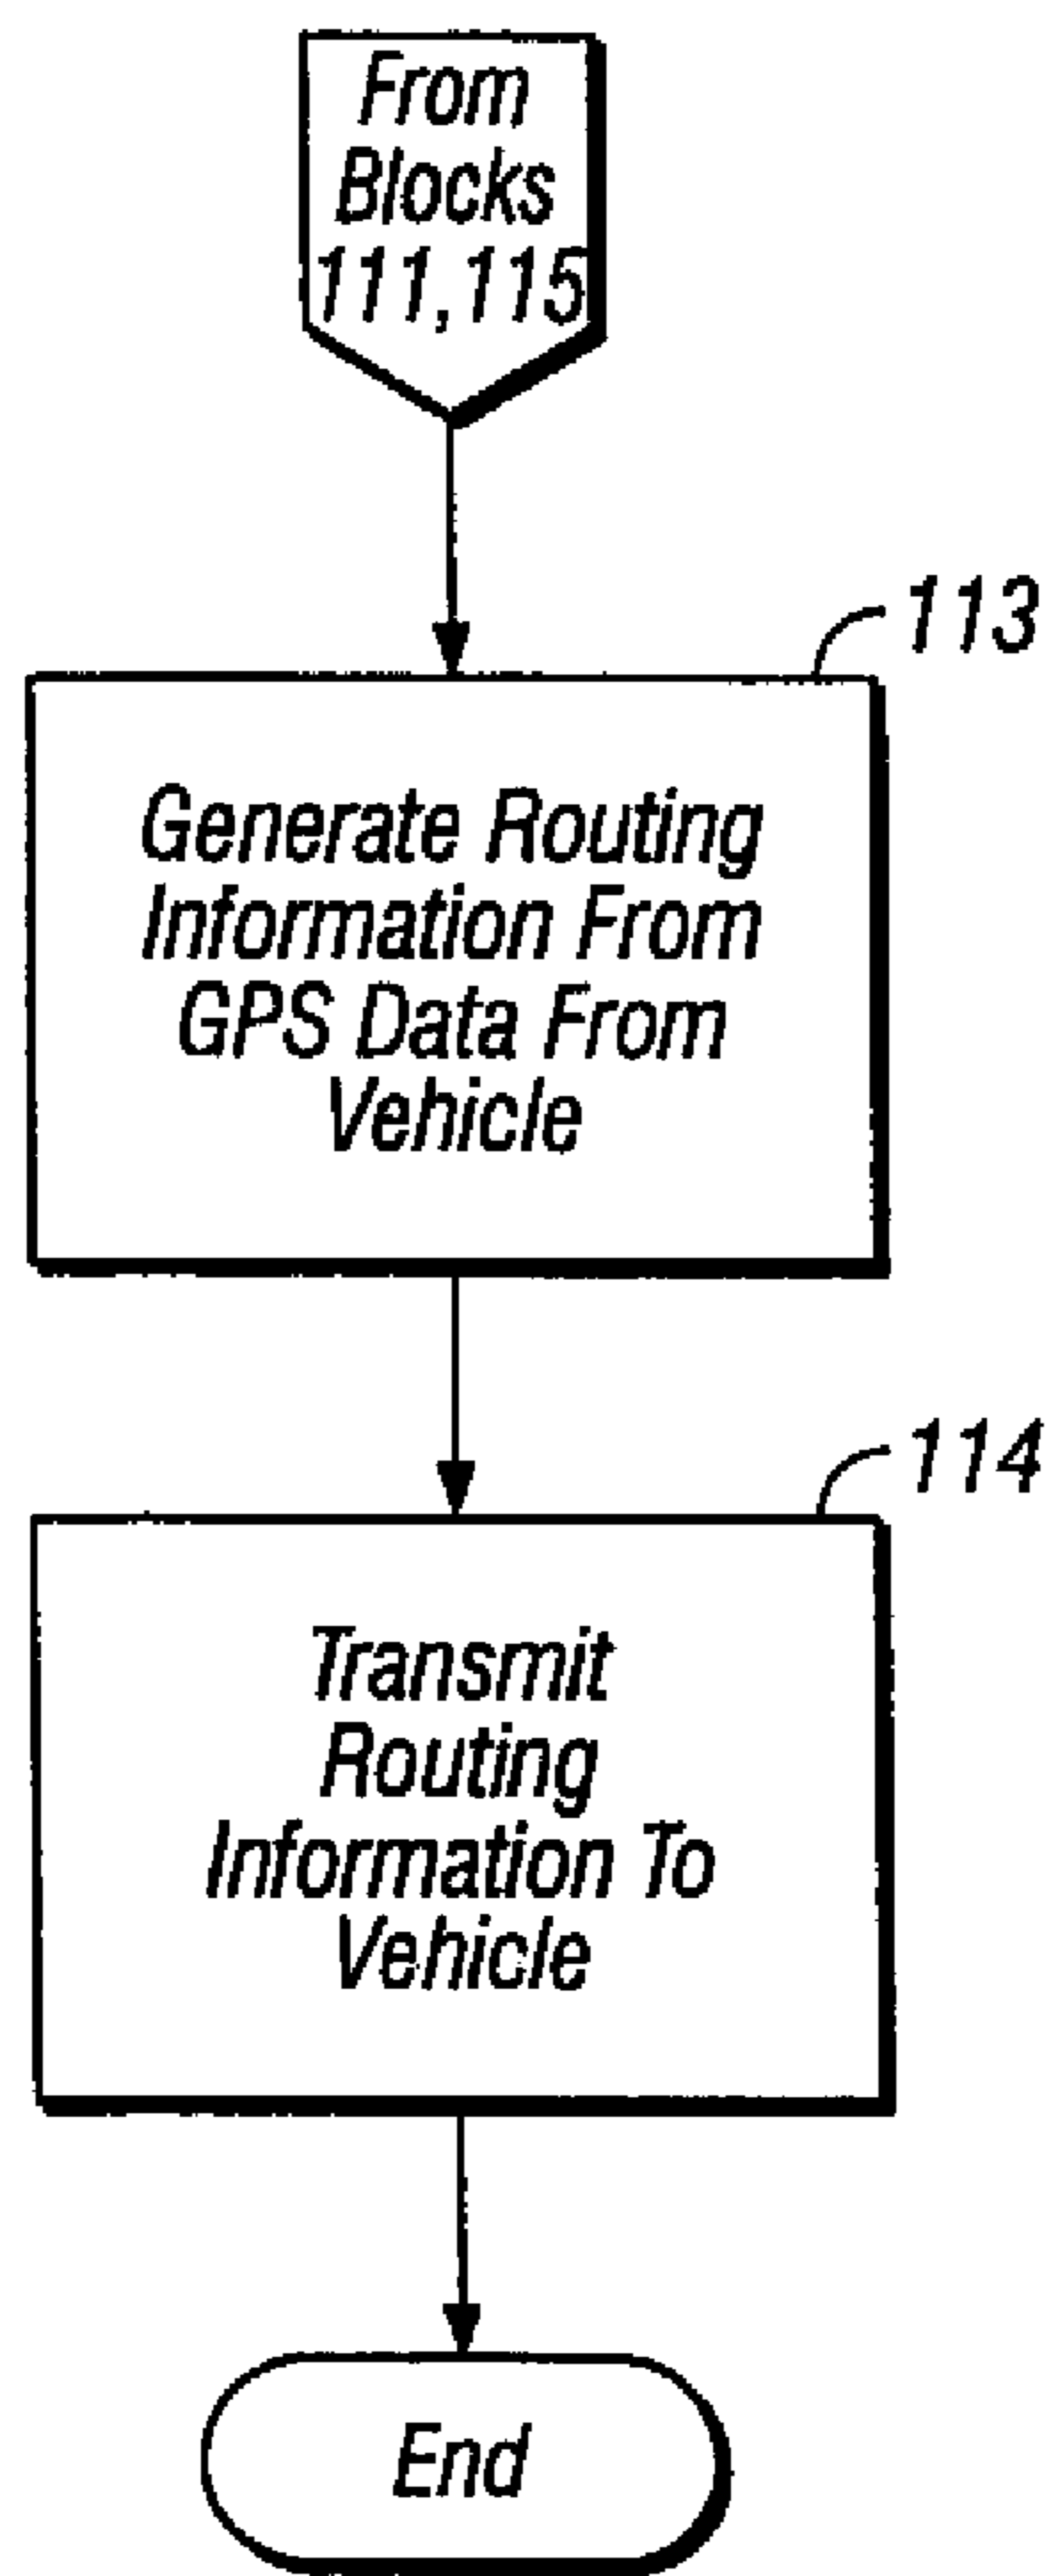 From
Blocks
111, 115
113
Generate Routing
Information From
GPS Data From
Vehicle
114
Transmit
Routing
Information To
Vehicle
End